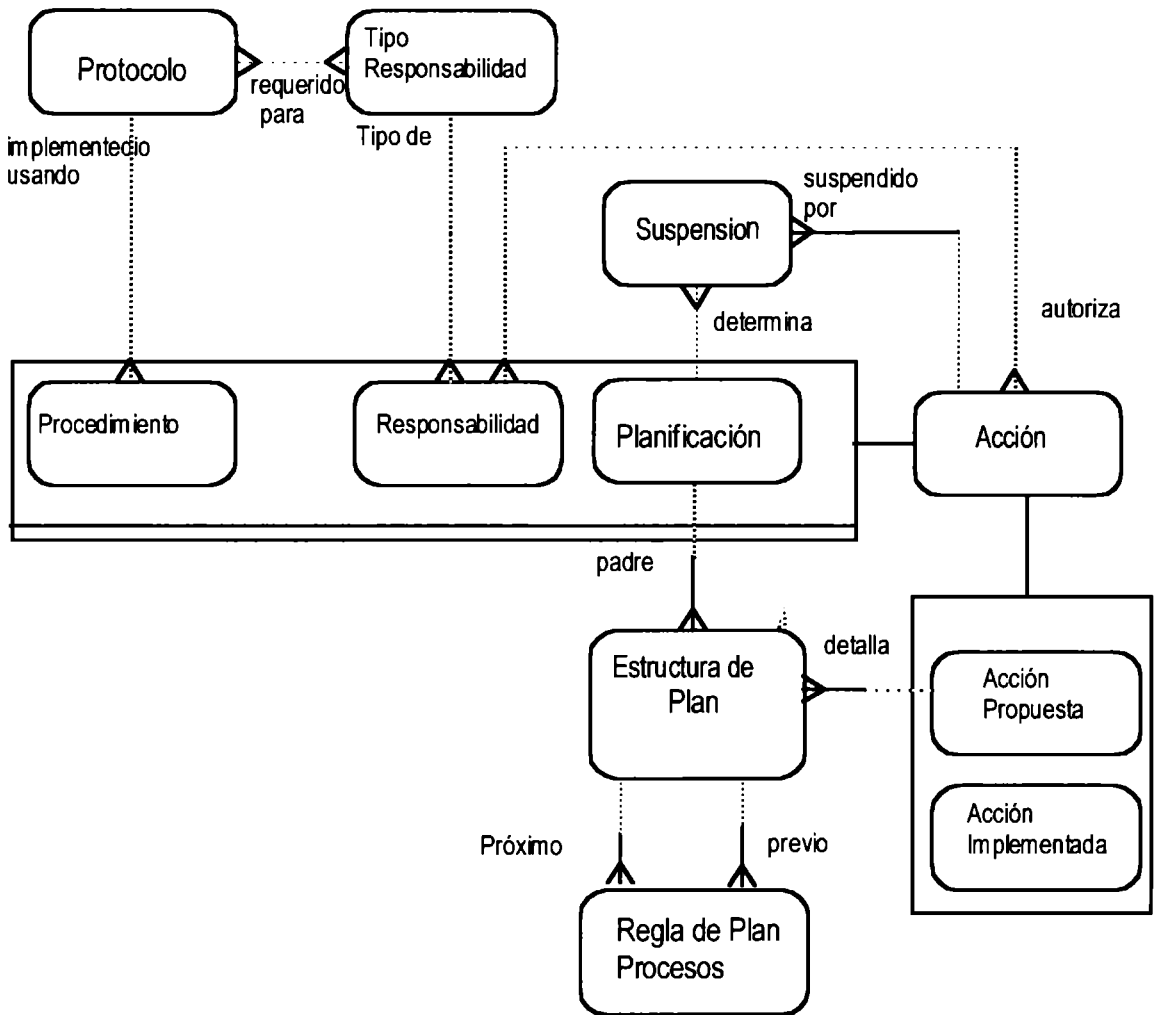 Protocolo
Tipo
Responsabilidad
requerido
para
implementecio
usando
Tipo de
suspendido
por
Suspension
determina
autoriza
Procedimiento
Responsabilidad
Planificación
Acción
padre
Estructura de
Plan
detalla
Acción
Propuesta
Acción
Implementada
Próximo
previo
Regla de Plan
Procesos